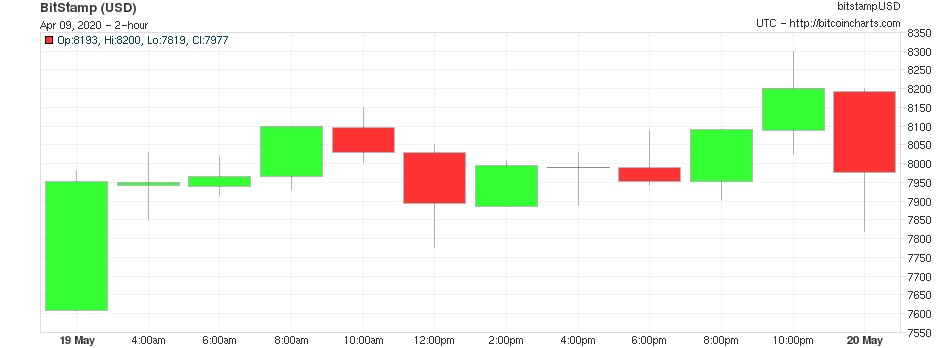 BitStamp (USD)
bitstampUSD
Apr 09, 2020 - 2-hour
UTC - http://bitcoincharts.com
Op:8193, Hi:8200, Lo:7819, Cl:7977
8350
8300
8250
8200
8150
8100
8050
8000
7950
7900
7850
7800
7750
7700
7650
7600
7550
19 May 4:00am 6:00am 8:00am 10:00am 12:00pm 2:00pm 4:00pm 6:00pm 8:00pm 10:00pm 20 May